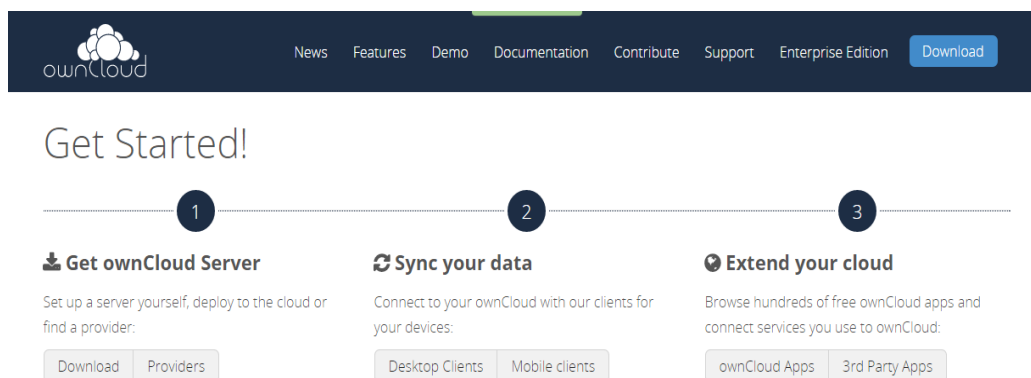 ownCloud
News Features Demo Documentation Contribute Support Enterprise Edition Download
Get Started!
1 2 3
Get ownCloud Server
Set up a server yourself, deploy to the cloud or
find a provider:
Download Providers
Sync your data
Connect to your ownCloud with our clients for
your devices:
Desktop Clients Mobile clients
Extend your cloud
Browse hundreds of free ownCloud apps and
connect services you use to ownCloud:
ownCloud Apps 3rd Party Apps